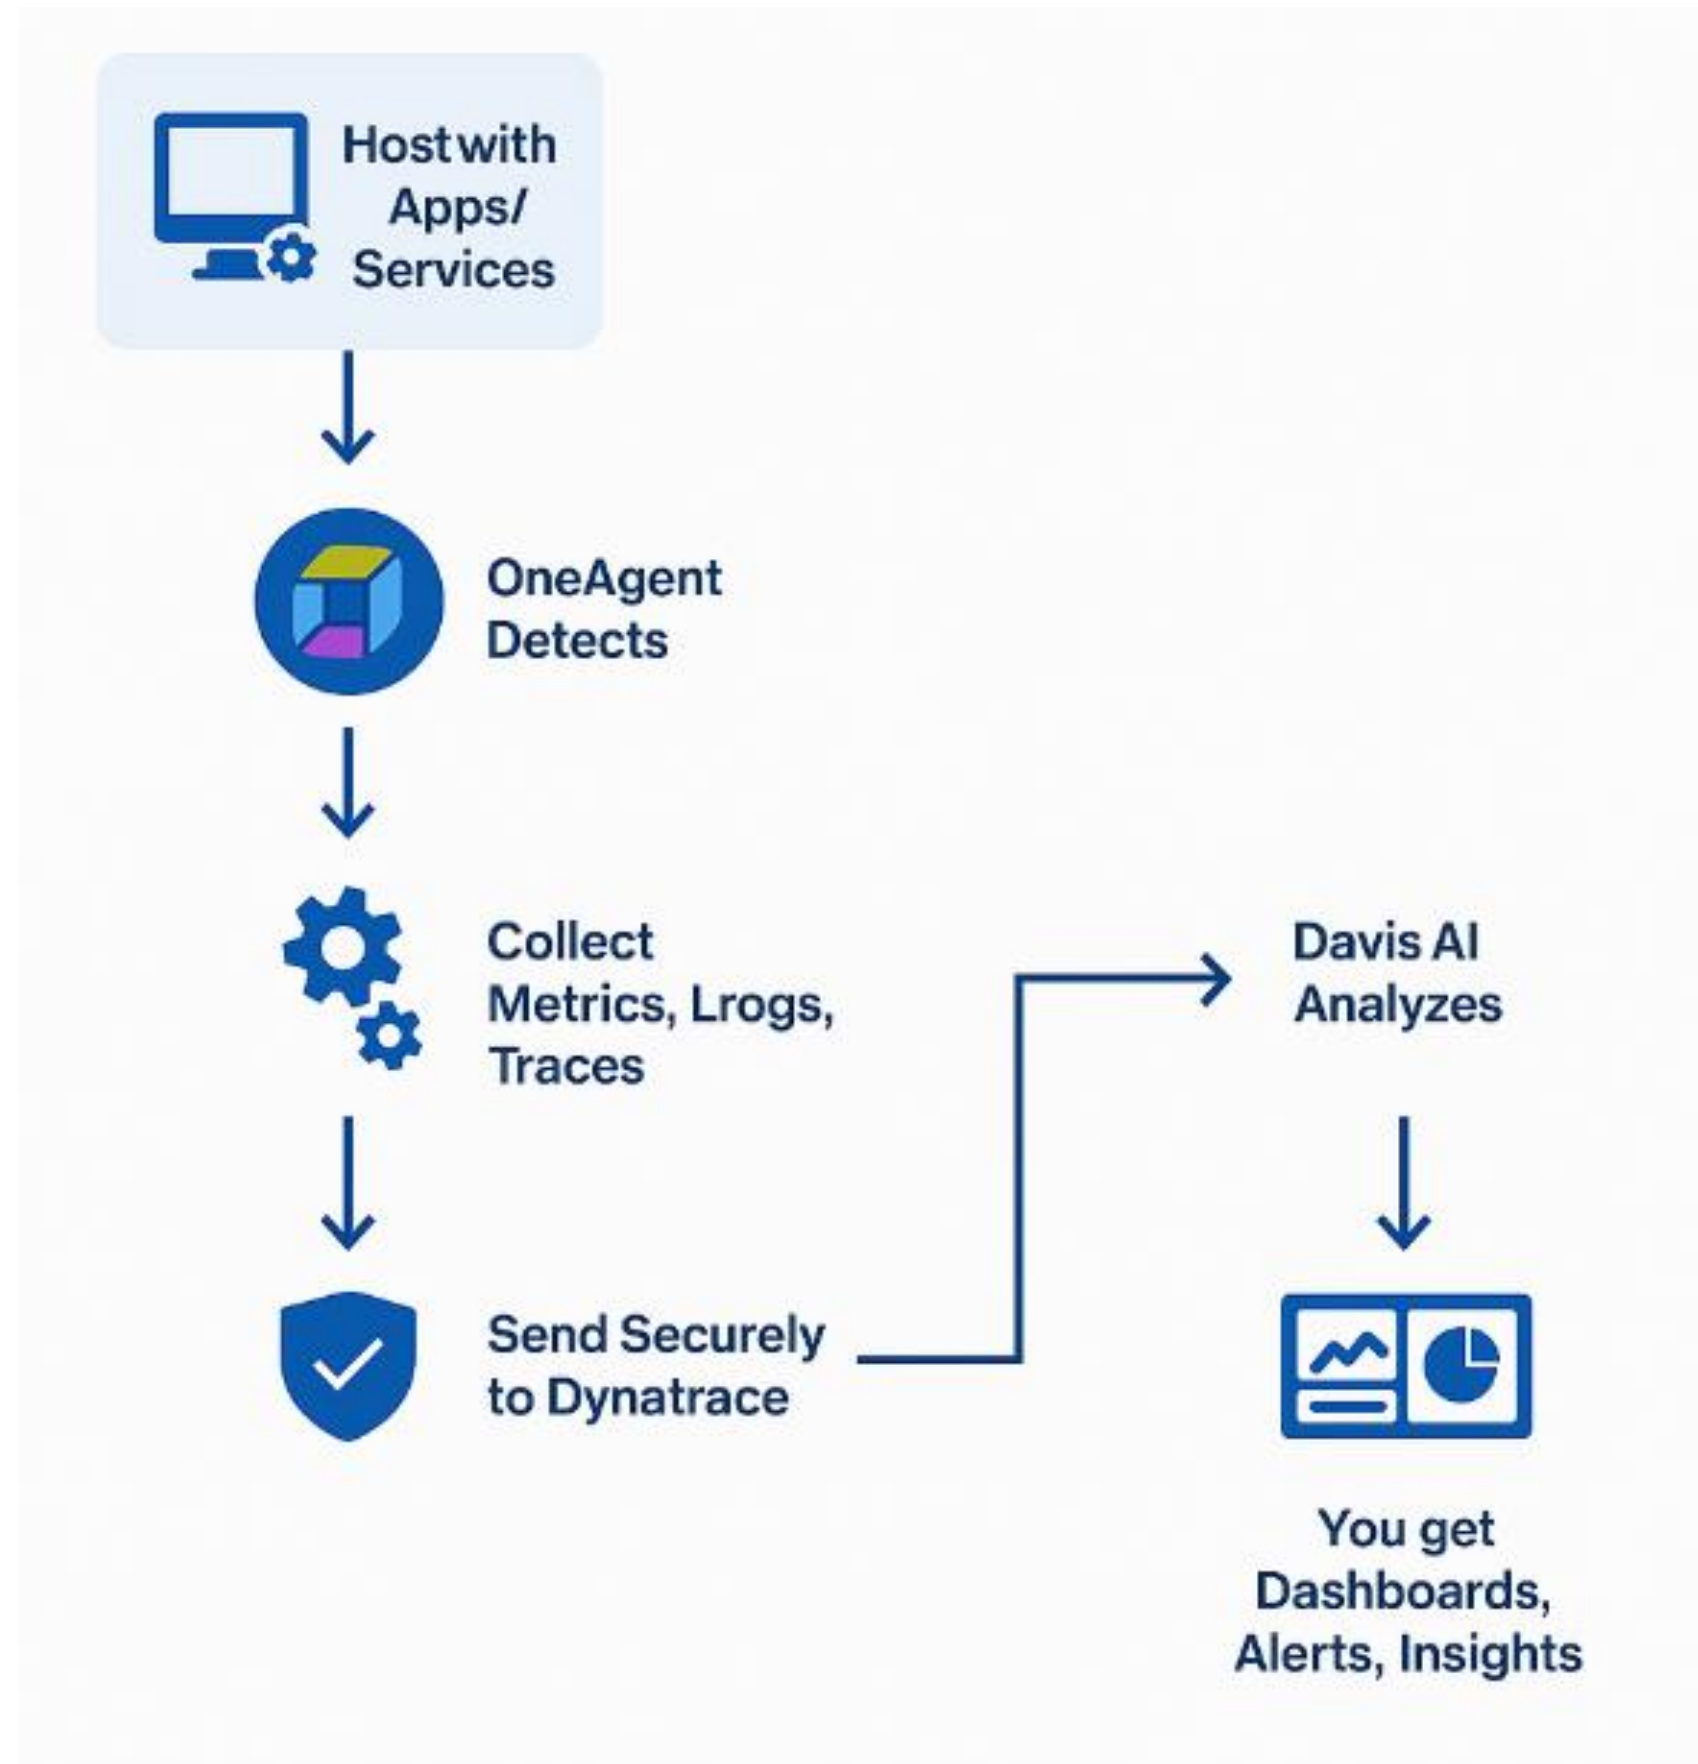 Host with
Apps/
Services
OneAgent
Detects
Collect
Metrics, Lrogs,
Traces
Send Securely
to Dynatrace
Davis AI
Analyzes
You get
Dashboards,
Alerts, Insights